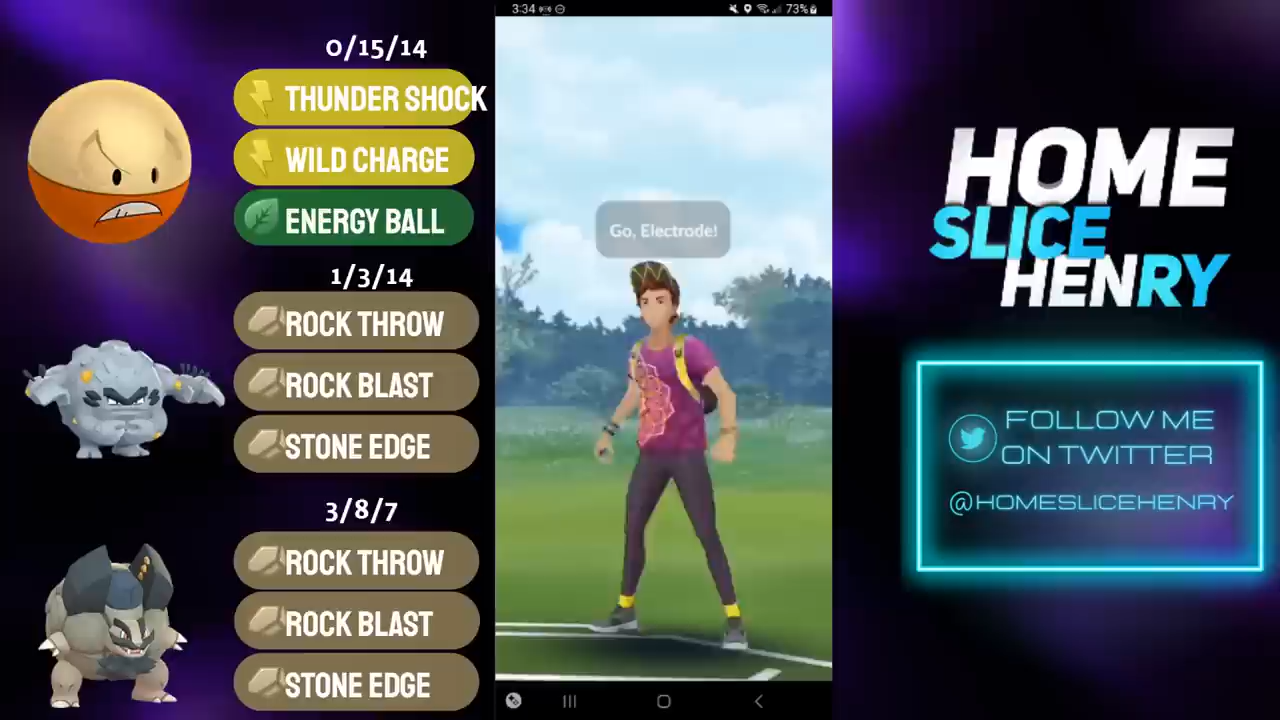 0/15/14
THUNDER SHOCK
WILD CHARGE
ENERGY BALL
1/3/14
ROCK THROW
ROCK BLAST
STONE EDGE
3/8/7
ROCK THROW
ROCK BLAST
STONE EDGE
3:34
73%
Go, Electrode!
HOME
SLICE
HENRY
FOLLOW ME
ON TWITTER
@HOMESLICEHENRY